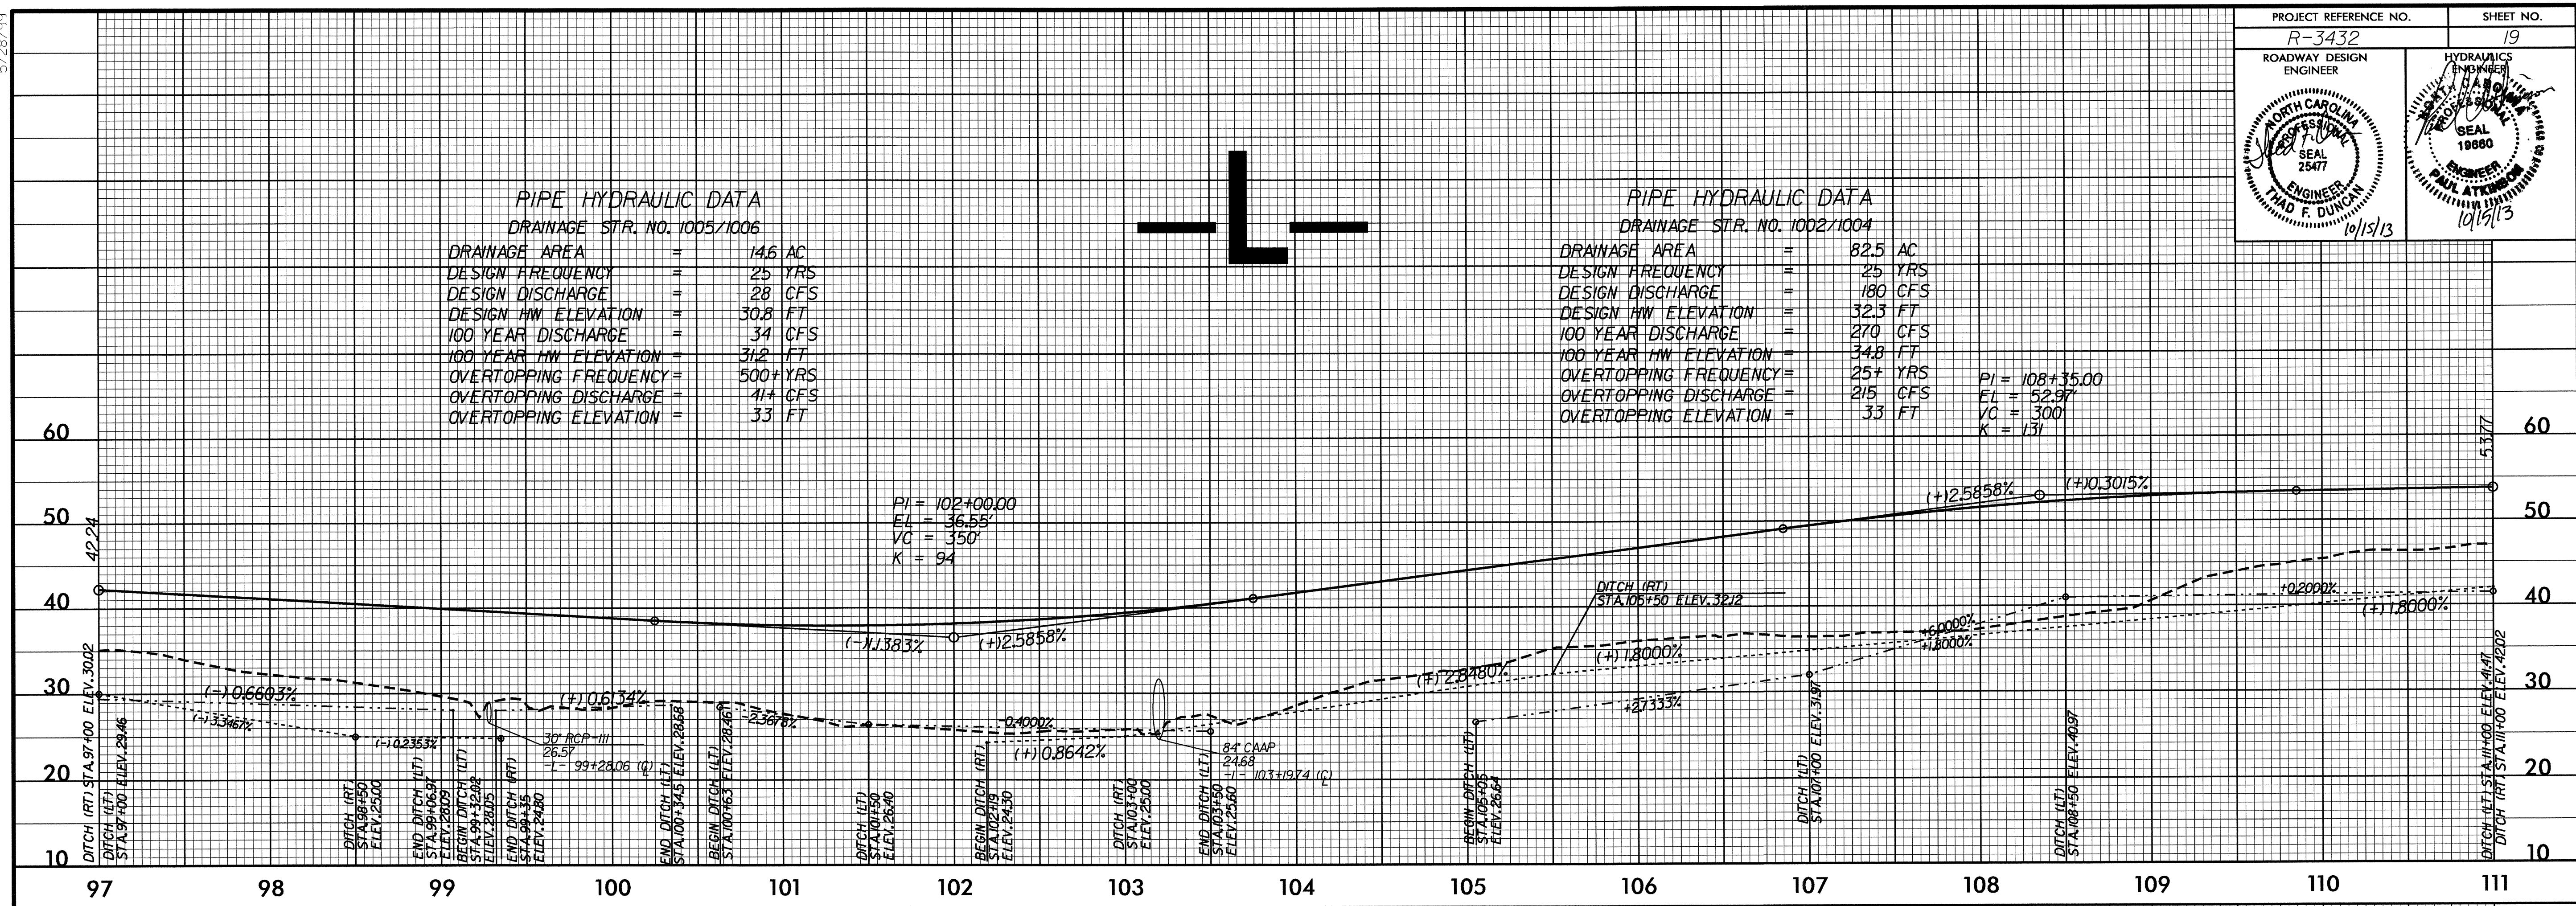 5/28/99
PROJECT REFERENCE NO.
SHEET NO.
R-3432
19
ROADWAY DESIGN
ENGINEER
HYDRAULICS
ENGINEER
NORTH CAROLINA
PROFESSIONAL
SEAL
25477
ENGINEER
THAD F. DUNCAN
10/15/13
NORTH CAROLINA
PROFESSIONAL
SEAL
19660
ENGINEER
PAUL ATKINSON
10/15/13
-L-
PIPE HYDRAULIC DATA
DRAINAGE STR. NO. 1005/1006
DRAINAGE AREA = 14.6 AC
DESIGN FREQUENCY = 25 YRS
DESIGN DISCHARGE = 28 CFS
DESIGN HW ELEVATION = 30.8 FT
100 YEAR DISCHARGE = 34 CFS
100 YEAR HW ELEVATION = 31.2 FT
OVERTOPPING FREQUENCY = 500+ YRS
OVERTOPPING DISCHARGE = 41+ CFS
OVERTOPPING ELEVATION = 33 FT
PIPE HYDRAULIC DATA
DRAINAGE STR. NO. 1002/1004
DRAINAGE AREA = 82.5 AC
DESIGN FREQUENCY = 25 YRS
DESIGN DISCHARGE = 180 CFS
DESIGN HW ELEVATION = 32.3 FT
100 YEAR DISCHARGE = 270 CFS
100 YEAR HW ELEVATION = 34.8 FT
OVERTOPPING FREQUENCY = 25+ YRS
OVERTOPPING DISCHARGE = 215 CFS
OVERTOPPING ELEVATION = 33 FT
PI = 108+35.00
EL = 52.97'
VC = 300'
K = 131
PI = 102+00.00
EL = 36.55'
VC = 350'
K = 94
60
50
40
30
20
10
60
50
40
30
20
10
42.24
53.77
(-)1.1383%
(+)2.5858%
(+)2.5858%
(+)0.3015%
DITCH (RT)
STA.105+50 ELEV.32.12
(-)0.6603%
(-)3.3467%
(-)0.2353%
(+)0.6134%
-2.3678%
-0.4000%
(+)0.8642%
(+)2.8480%
(+)1.8000%
+2.7333%
+6.0000%
+1.8000%
+0.2000%
(+)1.8000%
30" RCP-III
26.57
-L- 99+28.06 (CL)
84" CAAP
24.68
-L- 103+19.74 (CL)
DITCH (RT) STA.97+00 ELEV.30.02
DITCH (LT)
STA.97+00 ELEV.29.46
DITCH (RT)
STA.98+50
ELEV.25.00
END DITCH (LT)
STA.99+06.97
ELEV.28.09
BEGIN DITCH (LT)
STA.99+32.02
ELEV.28.05
END DITCH (RT)
STA.99+35
ELEV.24.80
END DITCH (LT)
STA.100+34.5 ELEV.28.68
BEGIN DITCH (LT)
STA.100+63 ELEV.28.46
DITCH (LT)
STA.101+50
ELEV.26.40
BEGIN DITCH (RT)
STA.102+19
ELEV.24.30
DITCH (RT)
STA.103+00
ELEV.25.00
END DITCH (LT)
STA.103+50
ELEV.25.60
BEGIN DITCH (LT)
STA.105+05
ELEV.26.64
DITCH (LT)
STA.107+00 ELEV.31.97
DITCH (LT)
STA.108+50 ELEV.40.97
DITCH (LT) STA.111+00 ELEV.41.47
DITCH (RT) STA.111+00 ELEV.42.02
97 98 99 100 101 102 103 104 105 106 107 108 109 110 111